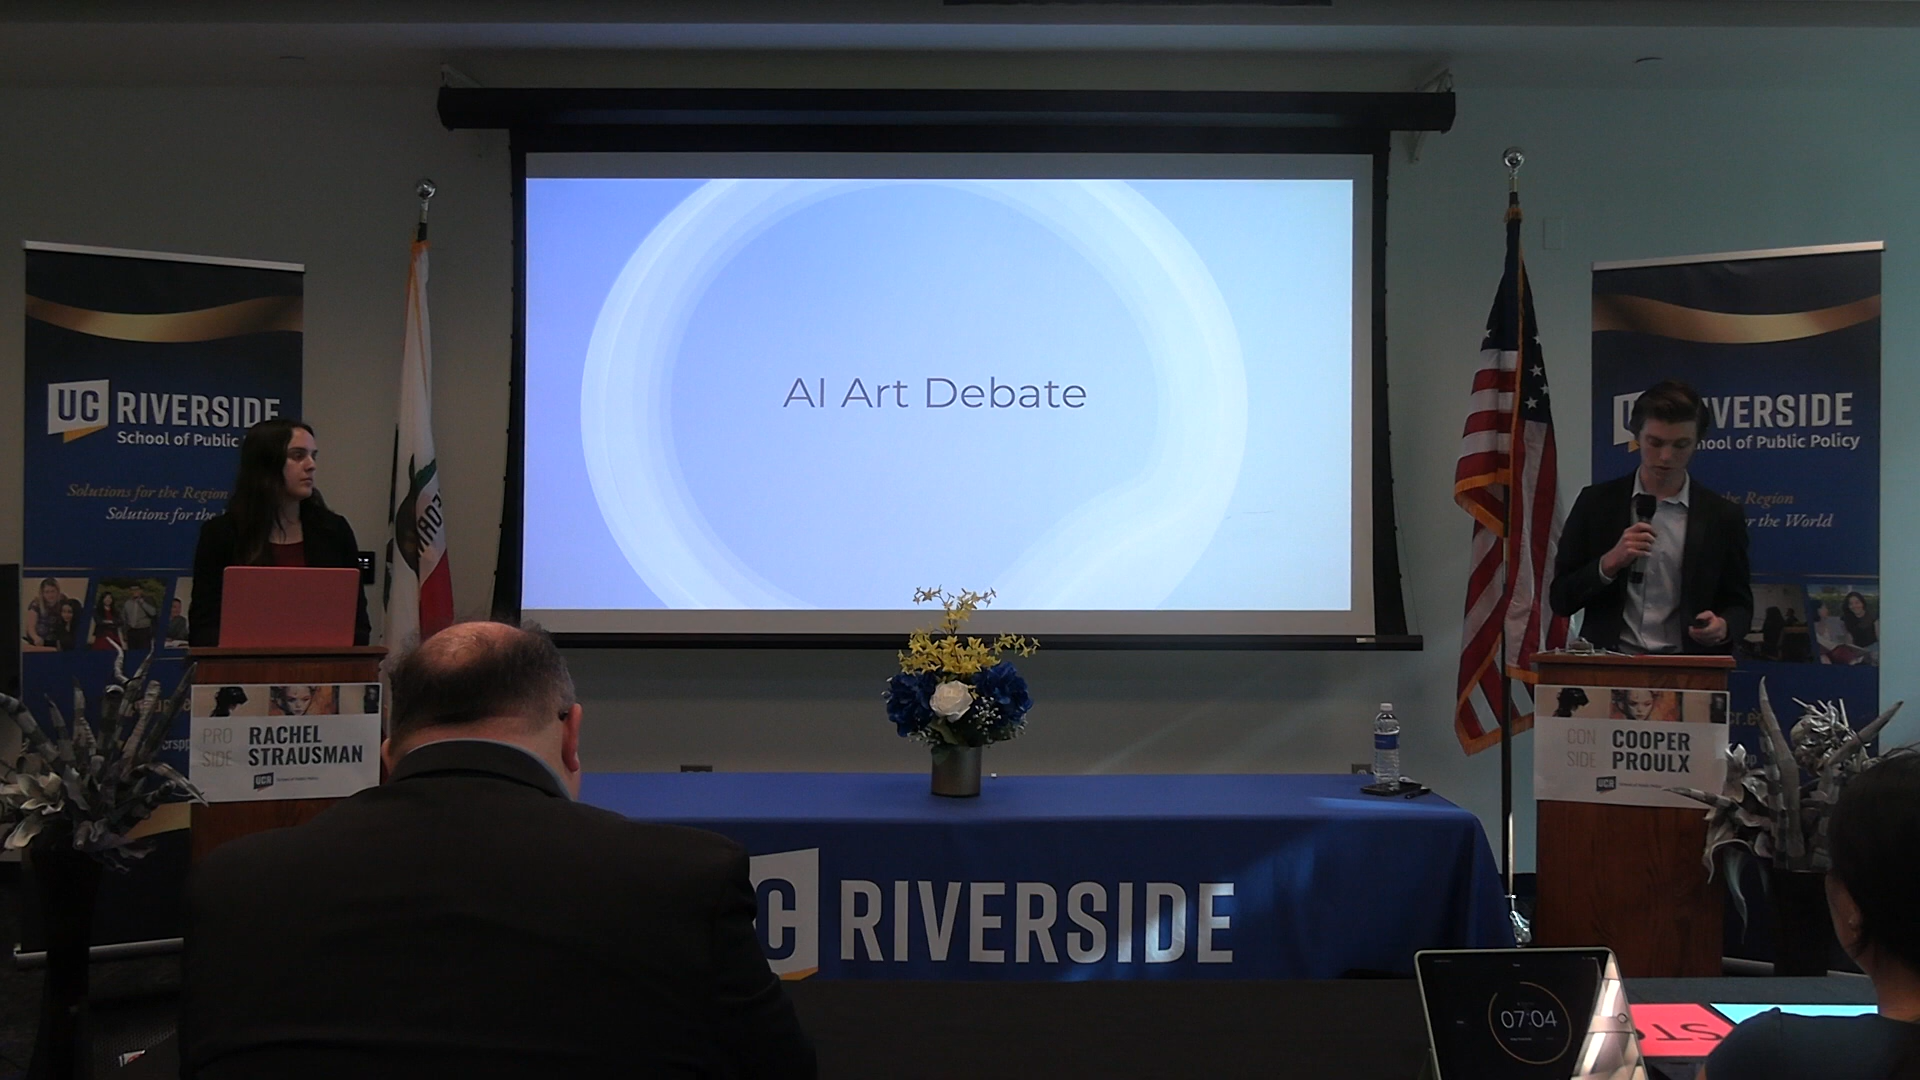 AI Art Debate
UC RIVERSIDE
School of Public
Solutions for the Region
Solutions for the
UC RIVERSIDE
School of Public Policy
the Region
for the World
PRO SIDE
RACHEL
STRAUSMAN
UCR
CON SIDE
COOPER
PROULX
UCR
UC RIVERSIDE
07:04